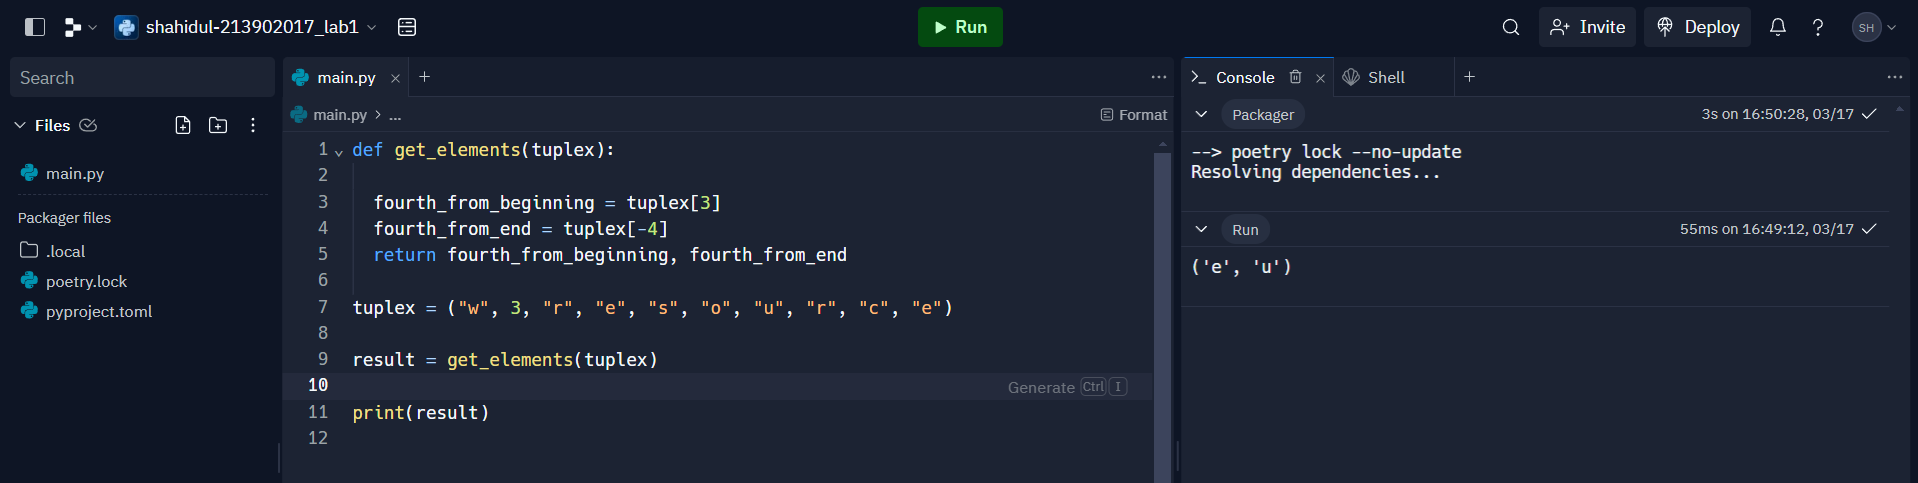 shahidul-213902017_lab1
Run
Invite
Deploy
SH
Search
Files
main.py
Packager files
.local
poetry.lock
pyproject.toml
main.py
main.py > ...
Format
1 def get_elements(tuplex):
2
3 fourth_from_beginning = tuplex[3]
4 fourth_from_end = tuplex[-4]
5 return fourth_from_beginning, fourth_from_end
6
7 tuplex = ("w", 3, "r", "e", "s", "o", "u", "r", "c", "e")
8
9 result = get_elements(tuplex)
10 Generate Ctrl I
11 print(result)
12
Console
Shell
Packager 3s on 16:50:28, 03/17
--> poetry lock --no-update
Resolving dependencies...
Run 55ms on 16:49:12, 03/17
('e', 'u')